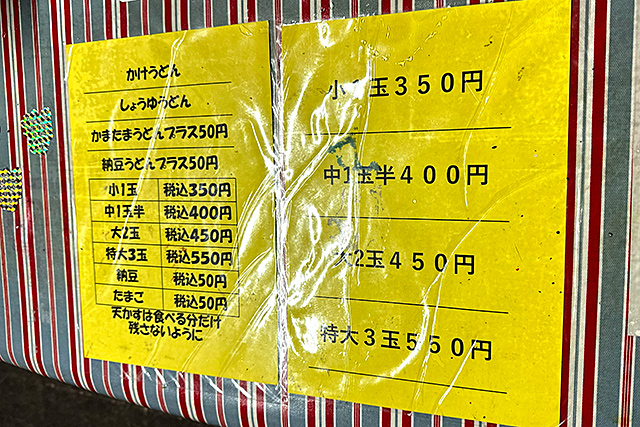 かけうどん
しょうゆうどん
かまたまうどんプラス50円
納豆うどんプラス50円
小1玉 税込350円
中1玉半 税込400円
大2玉 税込450円
特大3玉 税込550円
納豆 税込50円
たまご 税込50円
天かすは食べる分だけ
残さないように
小1玉350円
中1玉半400円
大2玉450円
特大3玉550円